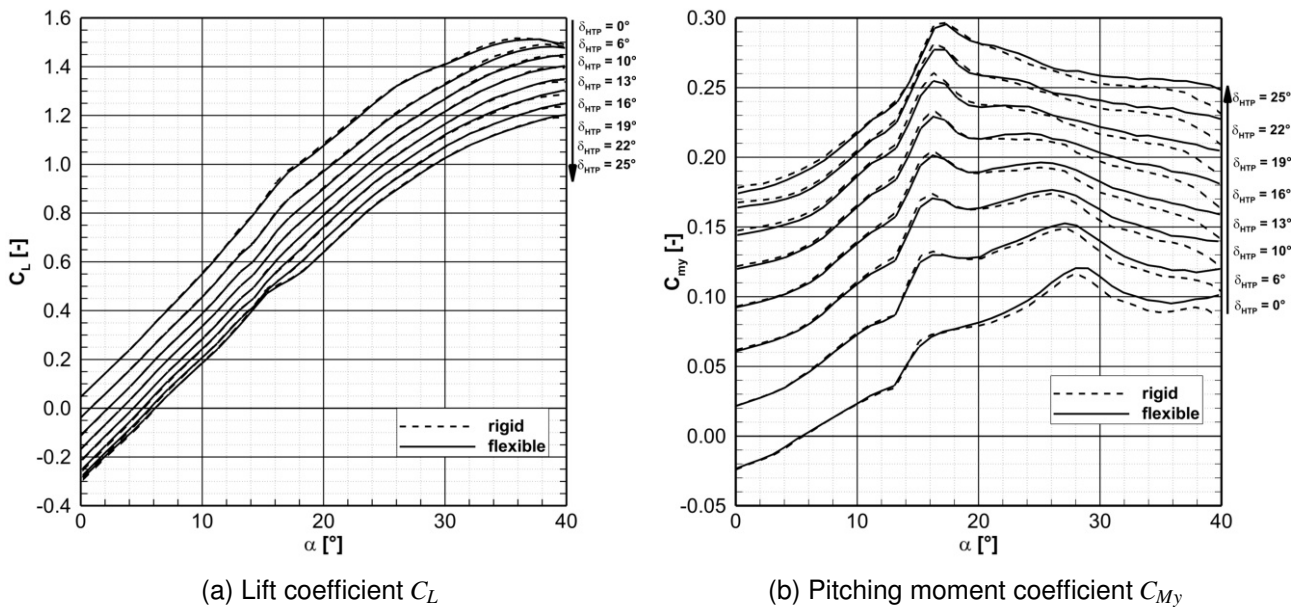 1.6
1.4
1.2
1.0
0.8
0.6
0.4
0.2
0.0
-0.2
-0.4
C_L [-]
0
10
20
30
40
α [°]
δ_HTP = 0°
δ_HTP = 6°
δ_HTP = 10°
δ_HTP = 13°
δ_HTP = 16°
δ_HTP = 19°
δ_HTP = 22°
δ_HTP = 25°
rigid
flexible
(a) Lift coefficient C_L
0.30
0.25
0.20
0.15
0.10
0.05
0.00
-0.05
C_my [-]
0
10
20
30
40
α [°]
δ_HTP = 25°
δ_HTP = 22°
δ_HTP = 19°
δ_HTP = 16°
δ_HTP = 13°
δ_HTP = 10°
δ_HTP = 6°
δ_HTP = 0°
rigid
flexible
(b) Pitching moment coefficient C_My